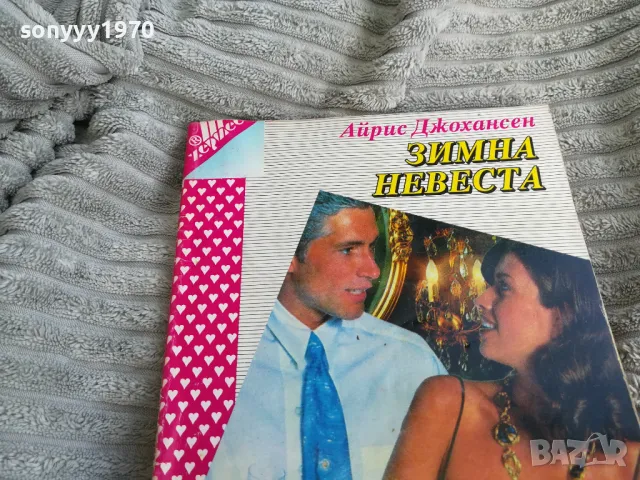 sonyyy1970
Айрис Джохансен
ЗИМНА
НЕВЕСТА
BAZAR